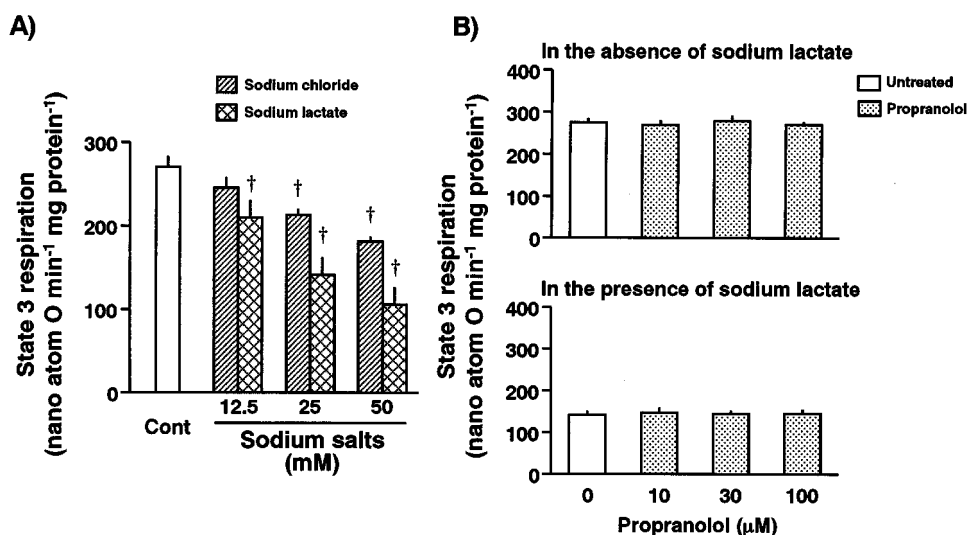 A)
Sodium chloride
Sodium lactate
State 3 respiration
(nano atom O min⁻¹ mg protein⁻¹)
300
200
100
0
†
†
†
†
†
Cont
12.5 25 50
Sodium salts
(mM)
B)
In the absence of sodium lactate
Untreated
Propranolol
400
300
200
100
0
State 3 respiration
(nano atom O min⁻¹ mg protein⁻¹)
In the presence of sodium lactate
400
300
200
100
0
0 10 30 100
Propranolol (μM)